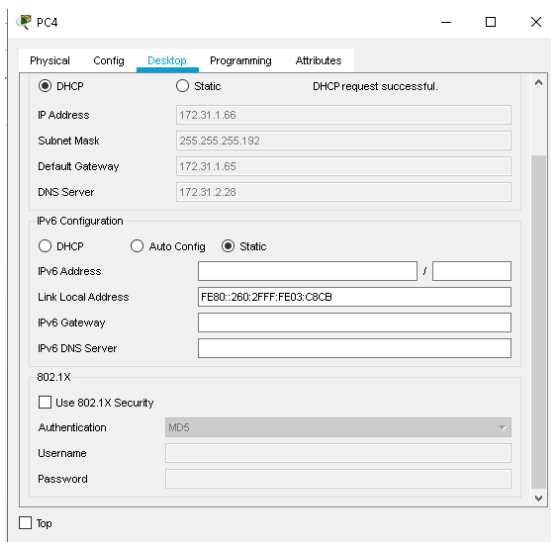 PC4
Physical Config Desktop Programming Attributes
DHCP Static DHCP request successful.
IP Address 172.31.1.66
Subnet Mask 255.255.255.192
Default Gateway 172.31.1.65
DNS Server 172.31.2.28
IPv6 Configuration
DHCP Auto Config Static
IPv6 Address /
Link Local Address FE80::260:2FFF:FE03:C8CB
IPv6 Gateway
IPv6 DNS Server
802.1X
Use 802.1X Security
Authentication MD5
Username
Password
Top